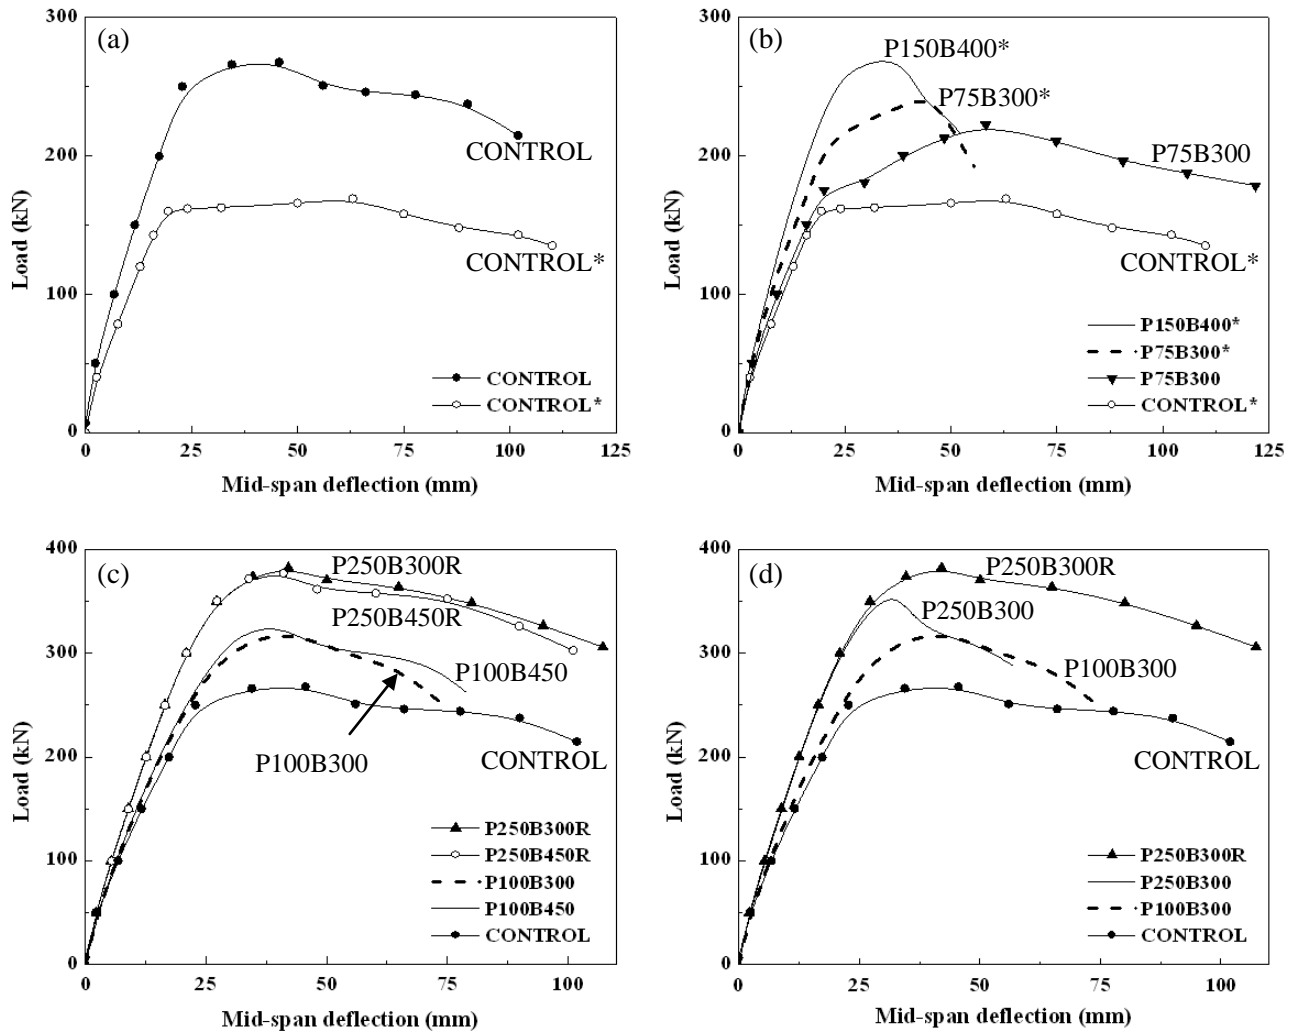 300
(a)
200
Load (kN)
100
0
CONTROL
CONTROL*
CONTROL
CONTROL*
0 25 50 75 100 125
Mid-span deflection (mm)
300
(b)
P150B400*
P75B300*
200
P75B300
Load (kN)
CONTROL*
100
P150B400*
P75B300*
P75B300
CONTROL*
0
0 25 50 75 100 125
Mid-span deflection (mm)
400
(c)
P250B300R
P250B450R
300
P100B450
P100B300
CONTROL
200
Load (kN)
100
P250B300R
P250B450R
P100B300
P100B450
CONTROL
0
0 25 50 75 100
Mid-span deflection (mm)
400
(d)
P250B300R
P250B300
300
P100B300
CONTROL
200
Load (kN)
100
P250B300R
P250B300
P100B300
CONTROL
0
0 25 50 75 100
Mid-span deflection (mm)